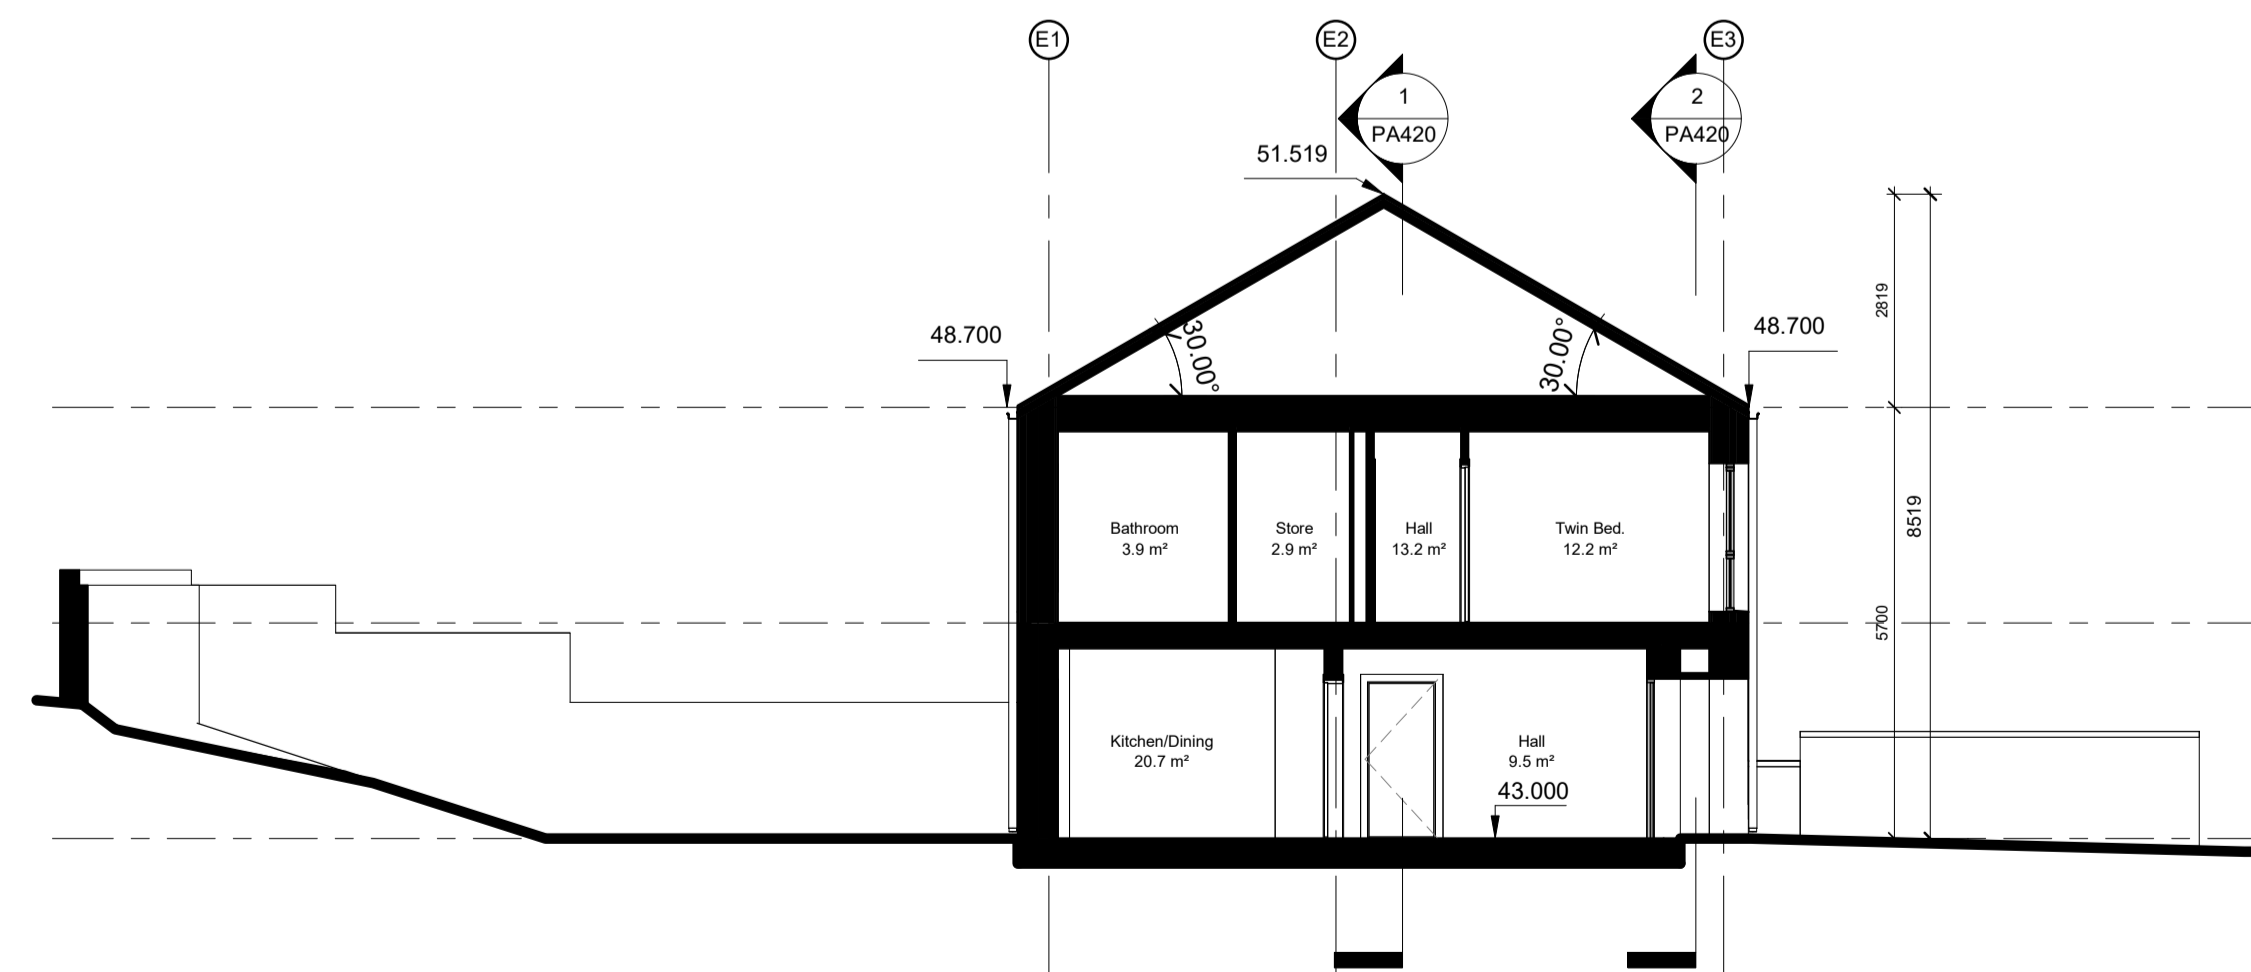 E1
E2
E3
1
PA420
2
PA420
51.519
2819
48.700
48.700
30.00°
30.00°
8519
Bathroom
3.9 m²
Store
2.9 m²
Hall
13.2 m²
Twin Bed.
12.2 m²
5700
Kitchen/Dining
20.7 m²
Hall
9.5 m²
43.000